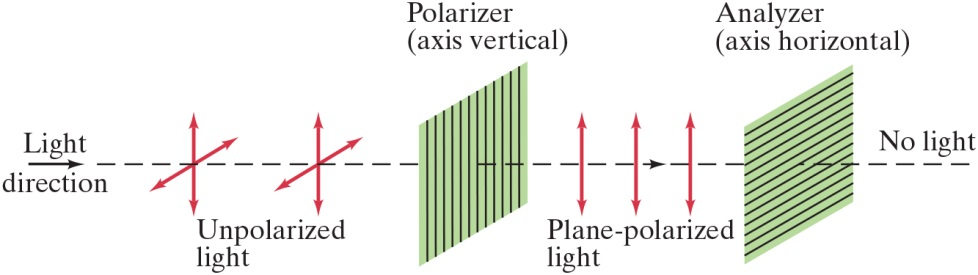 Polarizer
(axis vertical)
Analyzer
(axis horizontal)
Light
direction
Unpolarized
light
Plane-polarized
light
No light